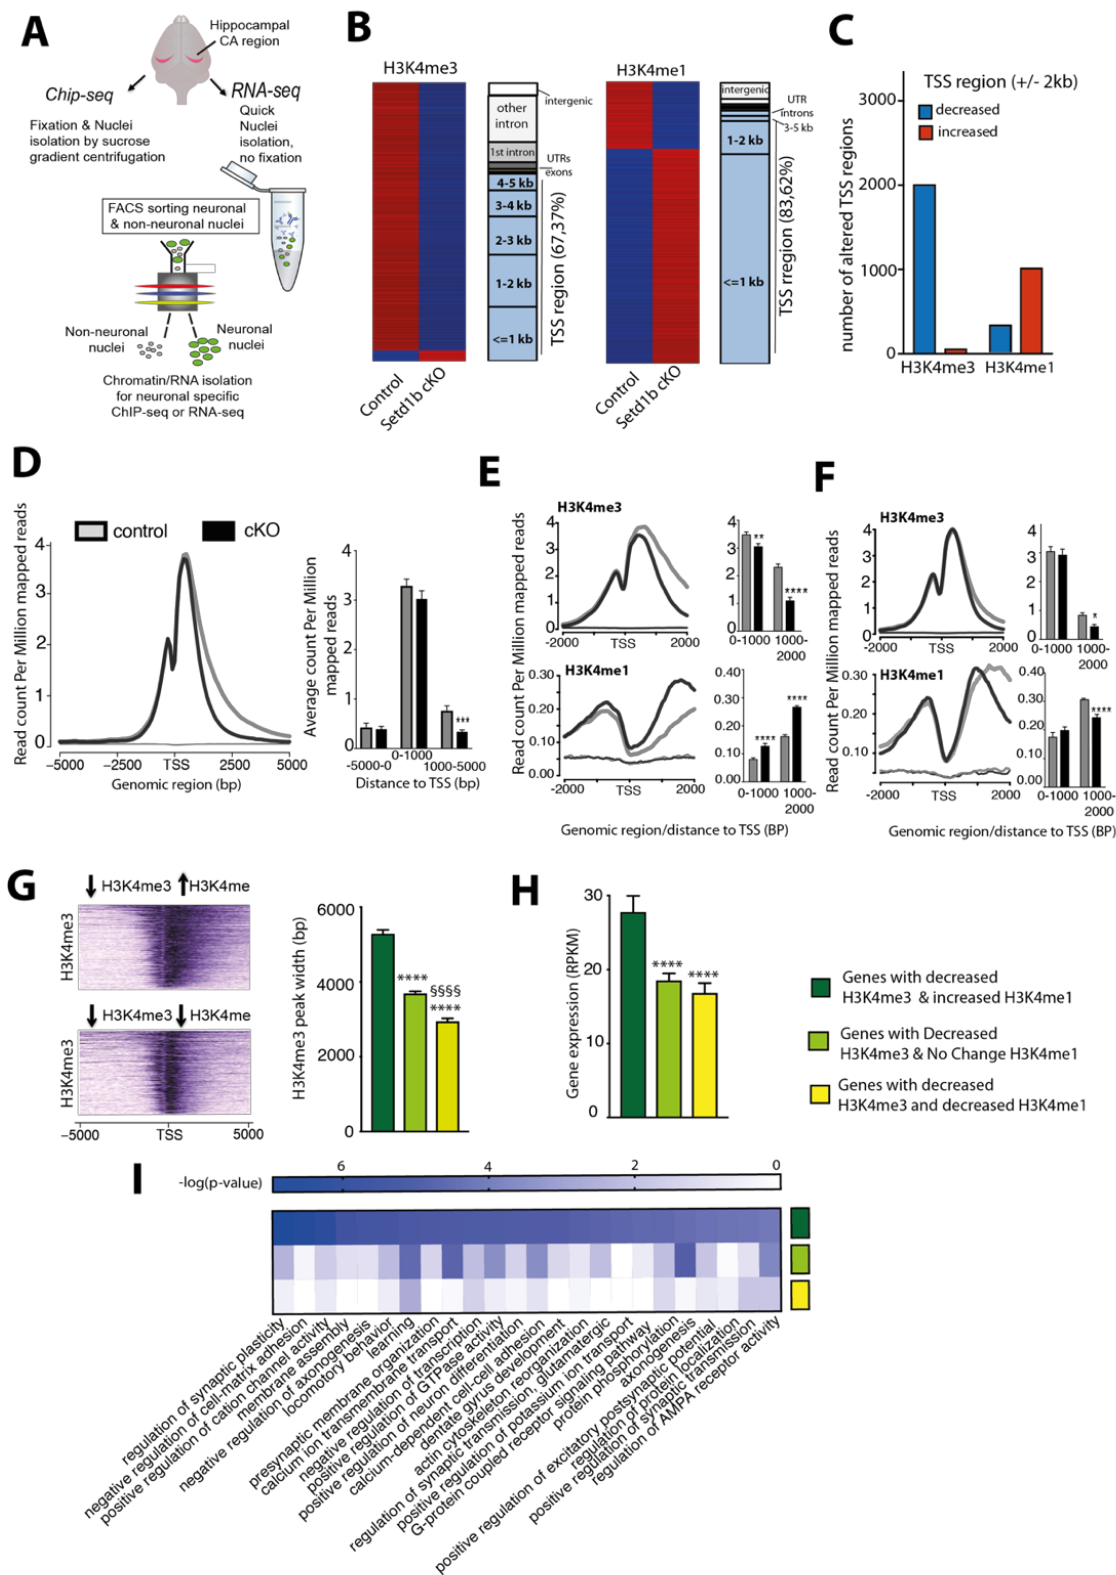 A
Hippocampal
CA region
Chip-seq
RNA-seq
Fixation & Nuclei
isolation by sucrose
gradient centrifugation
Quick
Nuclei
isolation,
no fixation
FACS sorting neuronal
& non-neuronal nuclei
Non-neuronal
nuclei
Neuronal
nuclei
Chromatin/RNA isolation
for neuronal specific
ChIP-seq or RNA-seq
B
H3K4me3
intergenic
other
intron
1st intron
UTRs
exons
4-5 kb
3-4 kb
2-3 kb
1-2 kb
<=1 kb
TSS region (67,37%)
Control
Setd1b cKO
H3K4me1
intergenic
UTR
introns
3-5 kb
1-2 kb
<=1 kb
TSS rregion (83,62%)
Control
Setd1b cKO
C
TSS region (+/- 2kb)
decreased
increased
number of altered TSS regions
3000
2000
1000
0
H3K4me3
H3K4me1
D
control
cKO
Read count Per Million mapped reads
4
3
2
1
0
-5000
-2500
TSS
2500
5000
Genomic region (bp)
Average count Per Million
mapped reads
4
3
2
1
0
***
-5000-0
0-1000
1000-5000
Distance to TSS (bp)
E
H3K4me3
Read count Per Million mapped reads
4
3
2
1
0
-2000
TSS
2000
4
3
2
1
0
**
****
0-1000
1000-
2000
H3K4me1
0.30
0.20
0.10
0.00
-2000
TSS
2000
0.40
0.30
0.20
0.10
0.00
****
****
0-1000
1000-
2000
Genomic region/distance to TSS (BP)
F
H3K4me3
Read count Per Million mapped reads
4
3
2
1
0
-2000
TSS
2000
4
3
2
1
0
*
0-1000
1000-
2000
H3K4me1
0.30
0.20
0.10
-2000
TSS
2000
0.40
0.30
0.20
0.10
0.00
****
0-1000
1000-
2000
Genomic region/distance to TSS (BP)
G
H3K4me3
H3K4me
H3K4me3
H3K4me3
H3K4me
H3K4me3
-5000
TSS
5000
H3K4me3 peak width (bp)
6000
4000
2000
0
****
§§§§
****
H
Gene expression (RPKM)
30
20
10
0
****
****
Genes with decreased
H3K4me3 & increased H3K4me1
Genes with Decreased
H3K4me3 & No Change H3K4me1
Genes with decreased
H3K4me3 and decreased H3K4me1
I
-log(p-value)
6
4
2
0
regulation of synaptic plasticity
negative regulation of cell-matrix adhesion
positive regulation of cation channel activity
membrane assembly
negative regulation of axonogenesis
locomotory behavior
learning
presynaptic membrane organization
calcium ion transmembrane transport
negative regulation of transcription
positive regulation of GTPase activity
positive regulation of neuron differentiation
calcium-dependent cell-cell adhesion
dentate gyrus development
actin cytoskeleton reorganization
regulation of synaptic transmission, glutamatergic
positive regulation of potassium ion transport
G-protein coupled receptor signaling pathway
protein phosphorylation
axonogenesis
positive regulation of excitatory postsynaptic potential
regulation of protein localization
positive regulation of synaptic transmission
regulation of AMPA receptor activity